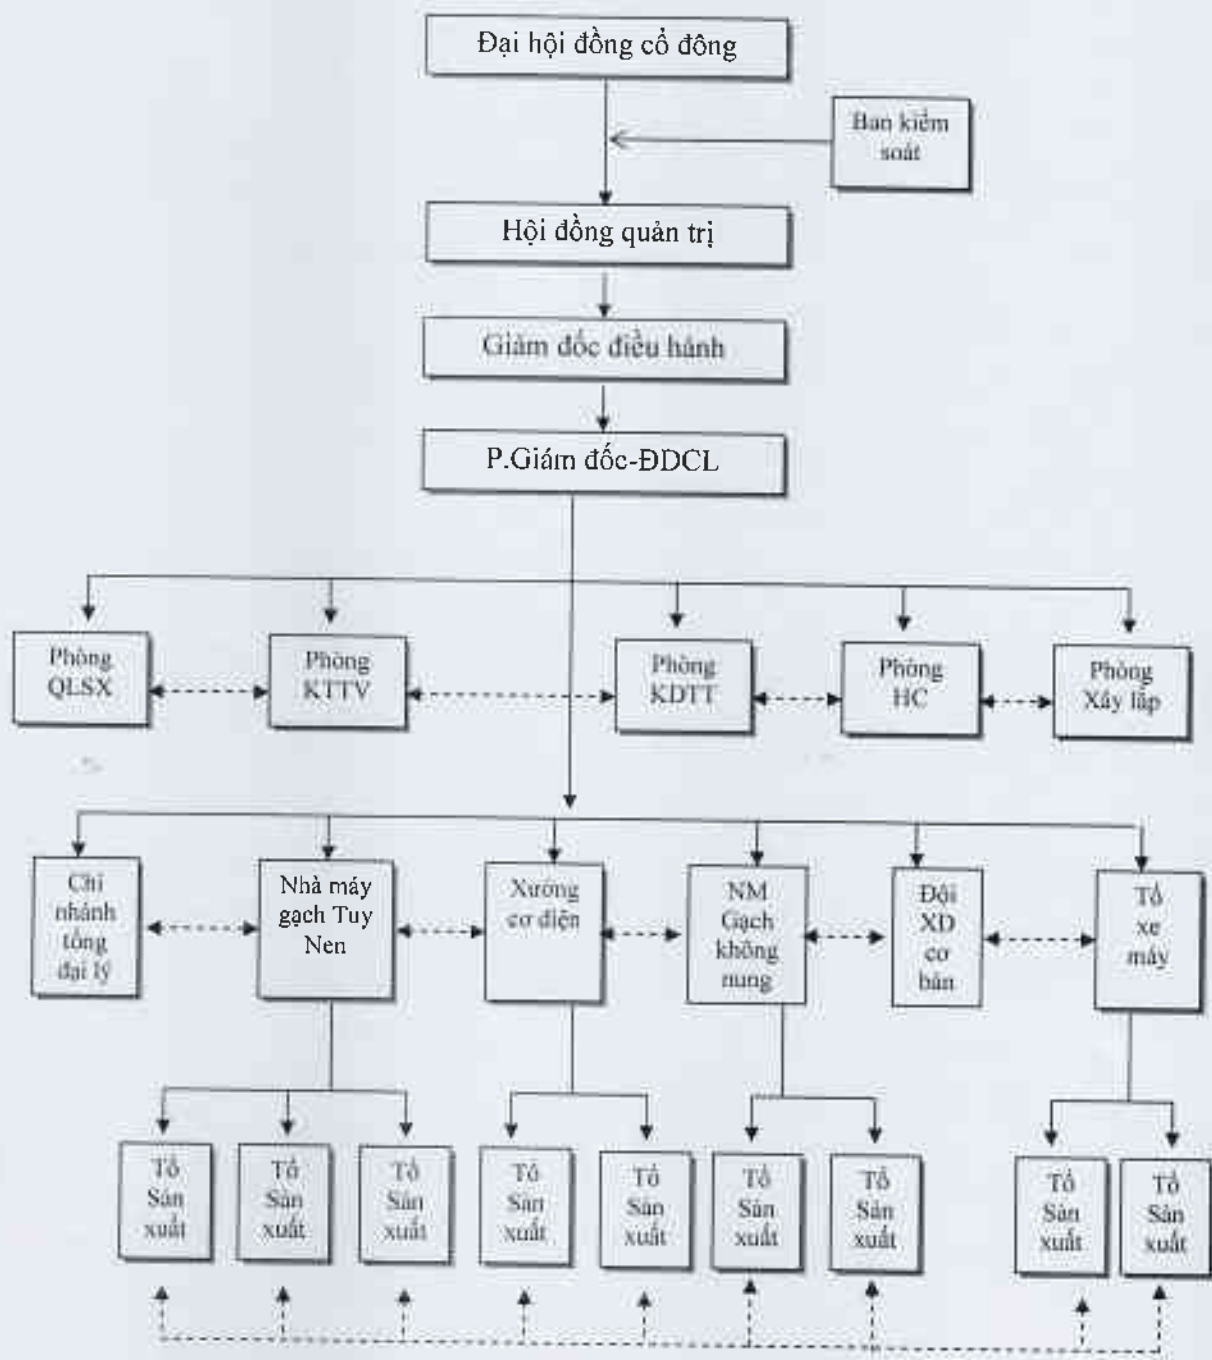 Đại hội đồng cổ đông
Ban kiểm
soát
Hội đồng quản trị
Giám đốc điều hành
P.Giám đốc-ĐDCL
Phòng
QLSX
Phòng
KTTV
Phòng
KDTT
Phòng
HC
Phòng
Xây lắp
Chi
nhánh
tổng
đại lý
Nhà máy
gạch Tuy
Nen
Xưởng
cơ điện
NM
Gạch
không
nung
Đội
XD
cơ
bản
Tổ
xe
máy
Tổ
Sản
xuất
Tổ
Sản
xuất
Tổ
Sản
xuất
Tổ
Sản
xuất
Tổ
Sản
xuất
Tổ
Sản
xuất
Tổ
Sản
xuất
Tổ
Sản
xuất
Tổ
Sản
xuất